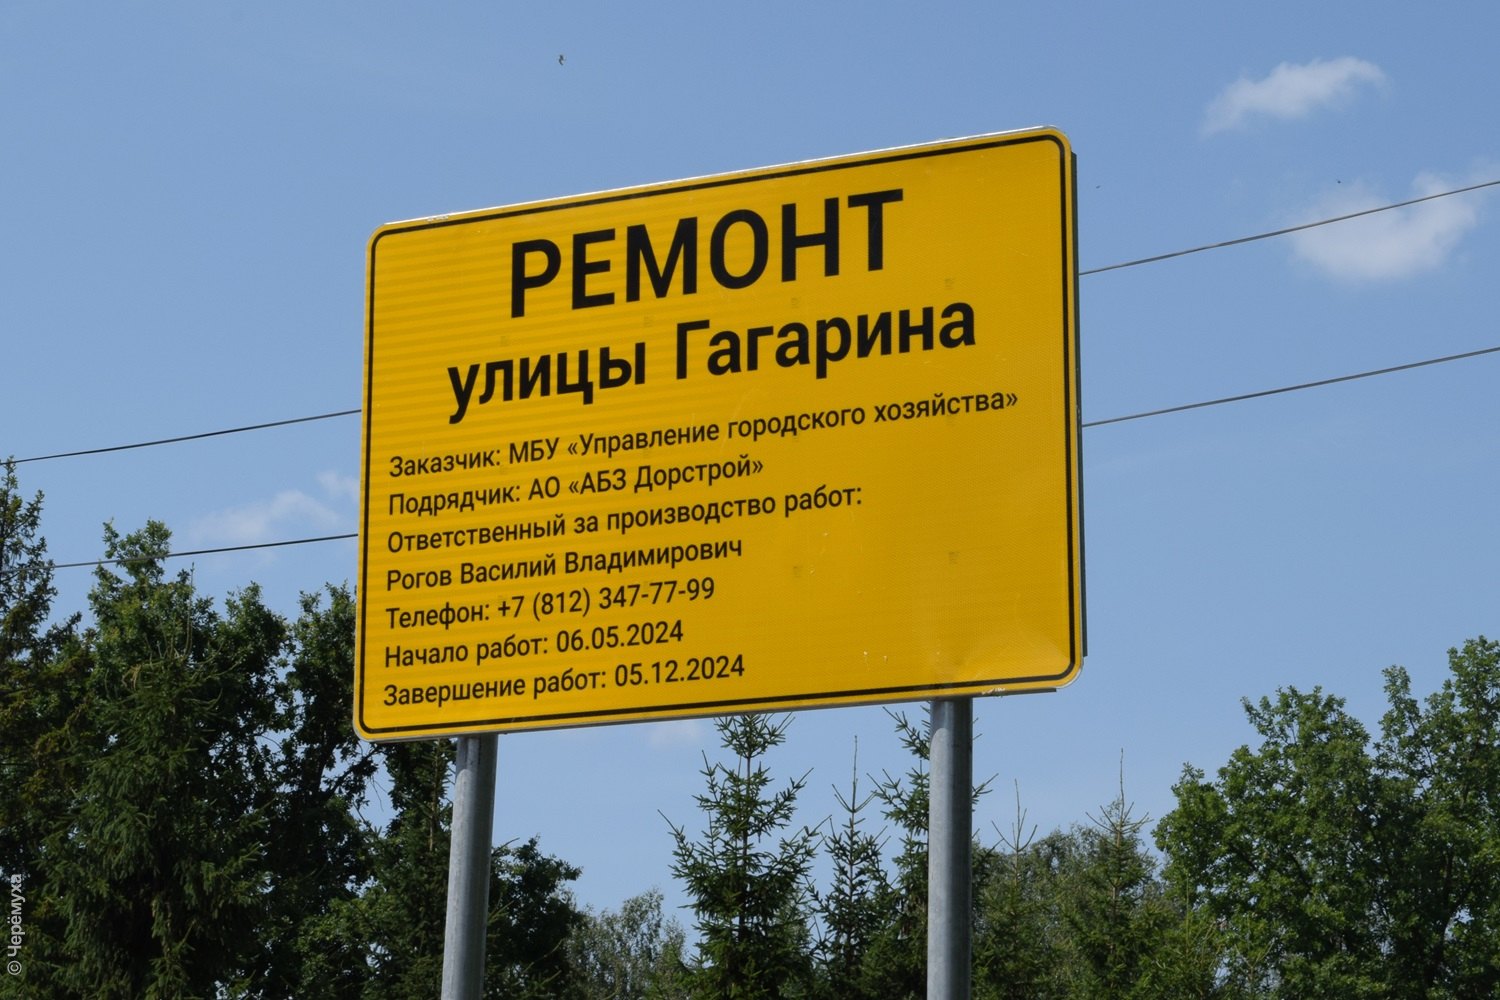 РЕМОНТ
улицы Гагарина
Заказчик: МБУ «Управление городского хозяйства»
Подрядчик: АО «АБЗ Дорстрой»
Ответственный за производство работ:
Рогов Василий Владимирович
Телефон: +7 (812) 347-77-99
Начало работ: 06.05.2024
Завершение работ: 05.12.2024
© Черёмуха